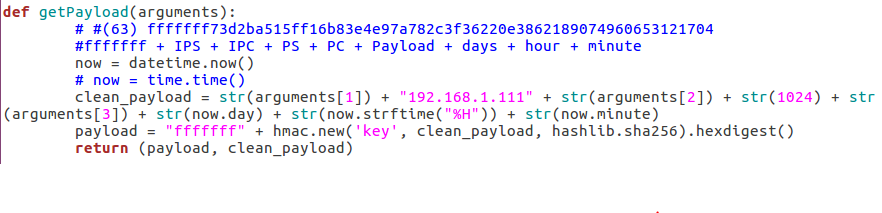 def getPayload(arguments):
# #(63) fffffff73d2ba515ff16b83e4e97a782c3f36220e3862189074960653121704
#fffffff + IPS + IPC + PS + PC + Payload + days + hour + minute
now = datetime.now()
# now = time.time()
clean_payload = str(arguments[1]) + "192.168.1.111" + str(arguments[2]) + str(1024) + str
(arguments[3]) + str(now.day) + str(now.strftime("%H")) + str(now.minute)
payload = "fffffff" + hmac.new('key', clean_payload, hashlib.sha256).hexdigest()
return (payload, clean_payload)